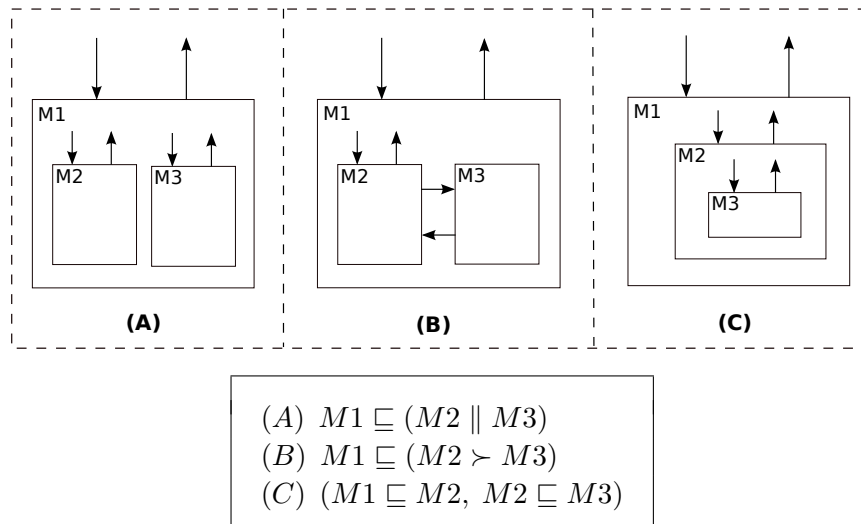 M1
M2
M3
(A)
M1
M2
M3
(B)
M1
M2
M3
(C)
(A) M1 ⊑ (M2 ∥ M3)
(B) M1 ⊑ (M2 ≻ M3)
(C) (M1 ⊑ M2, M2 ⊑ M3)